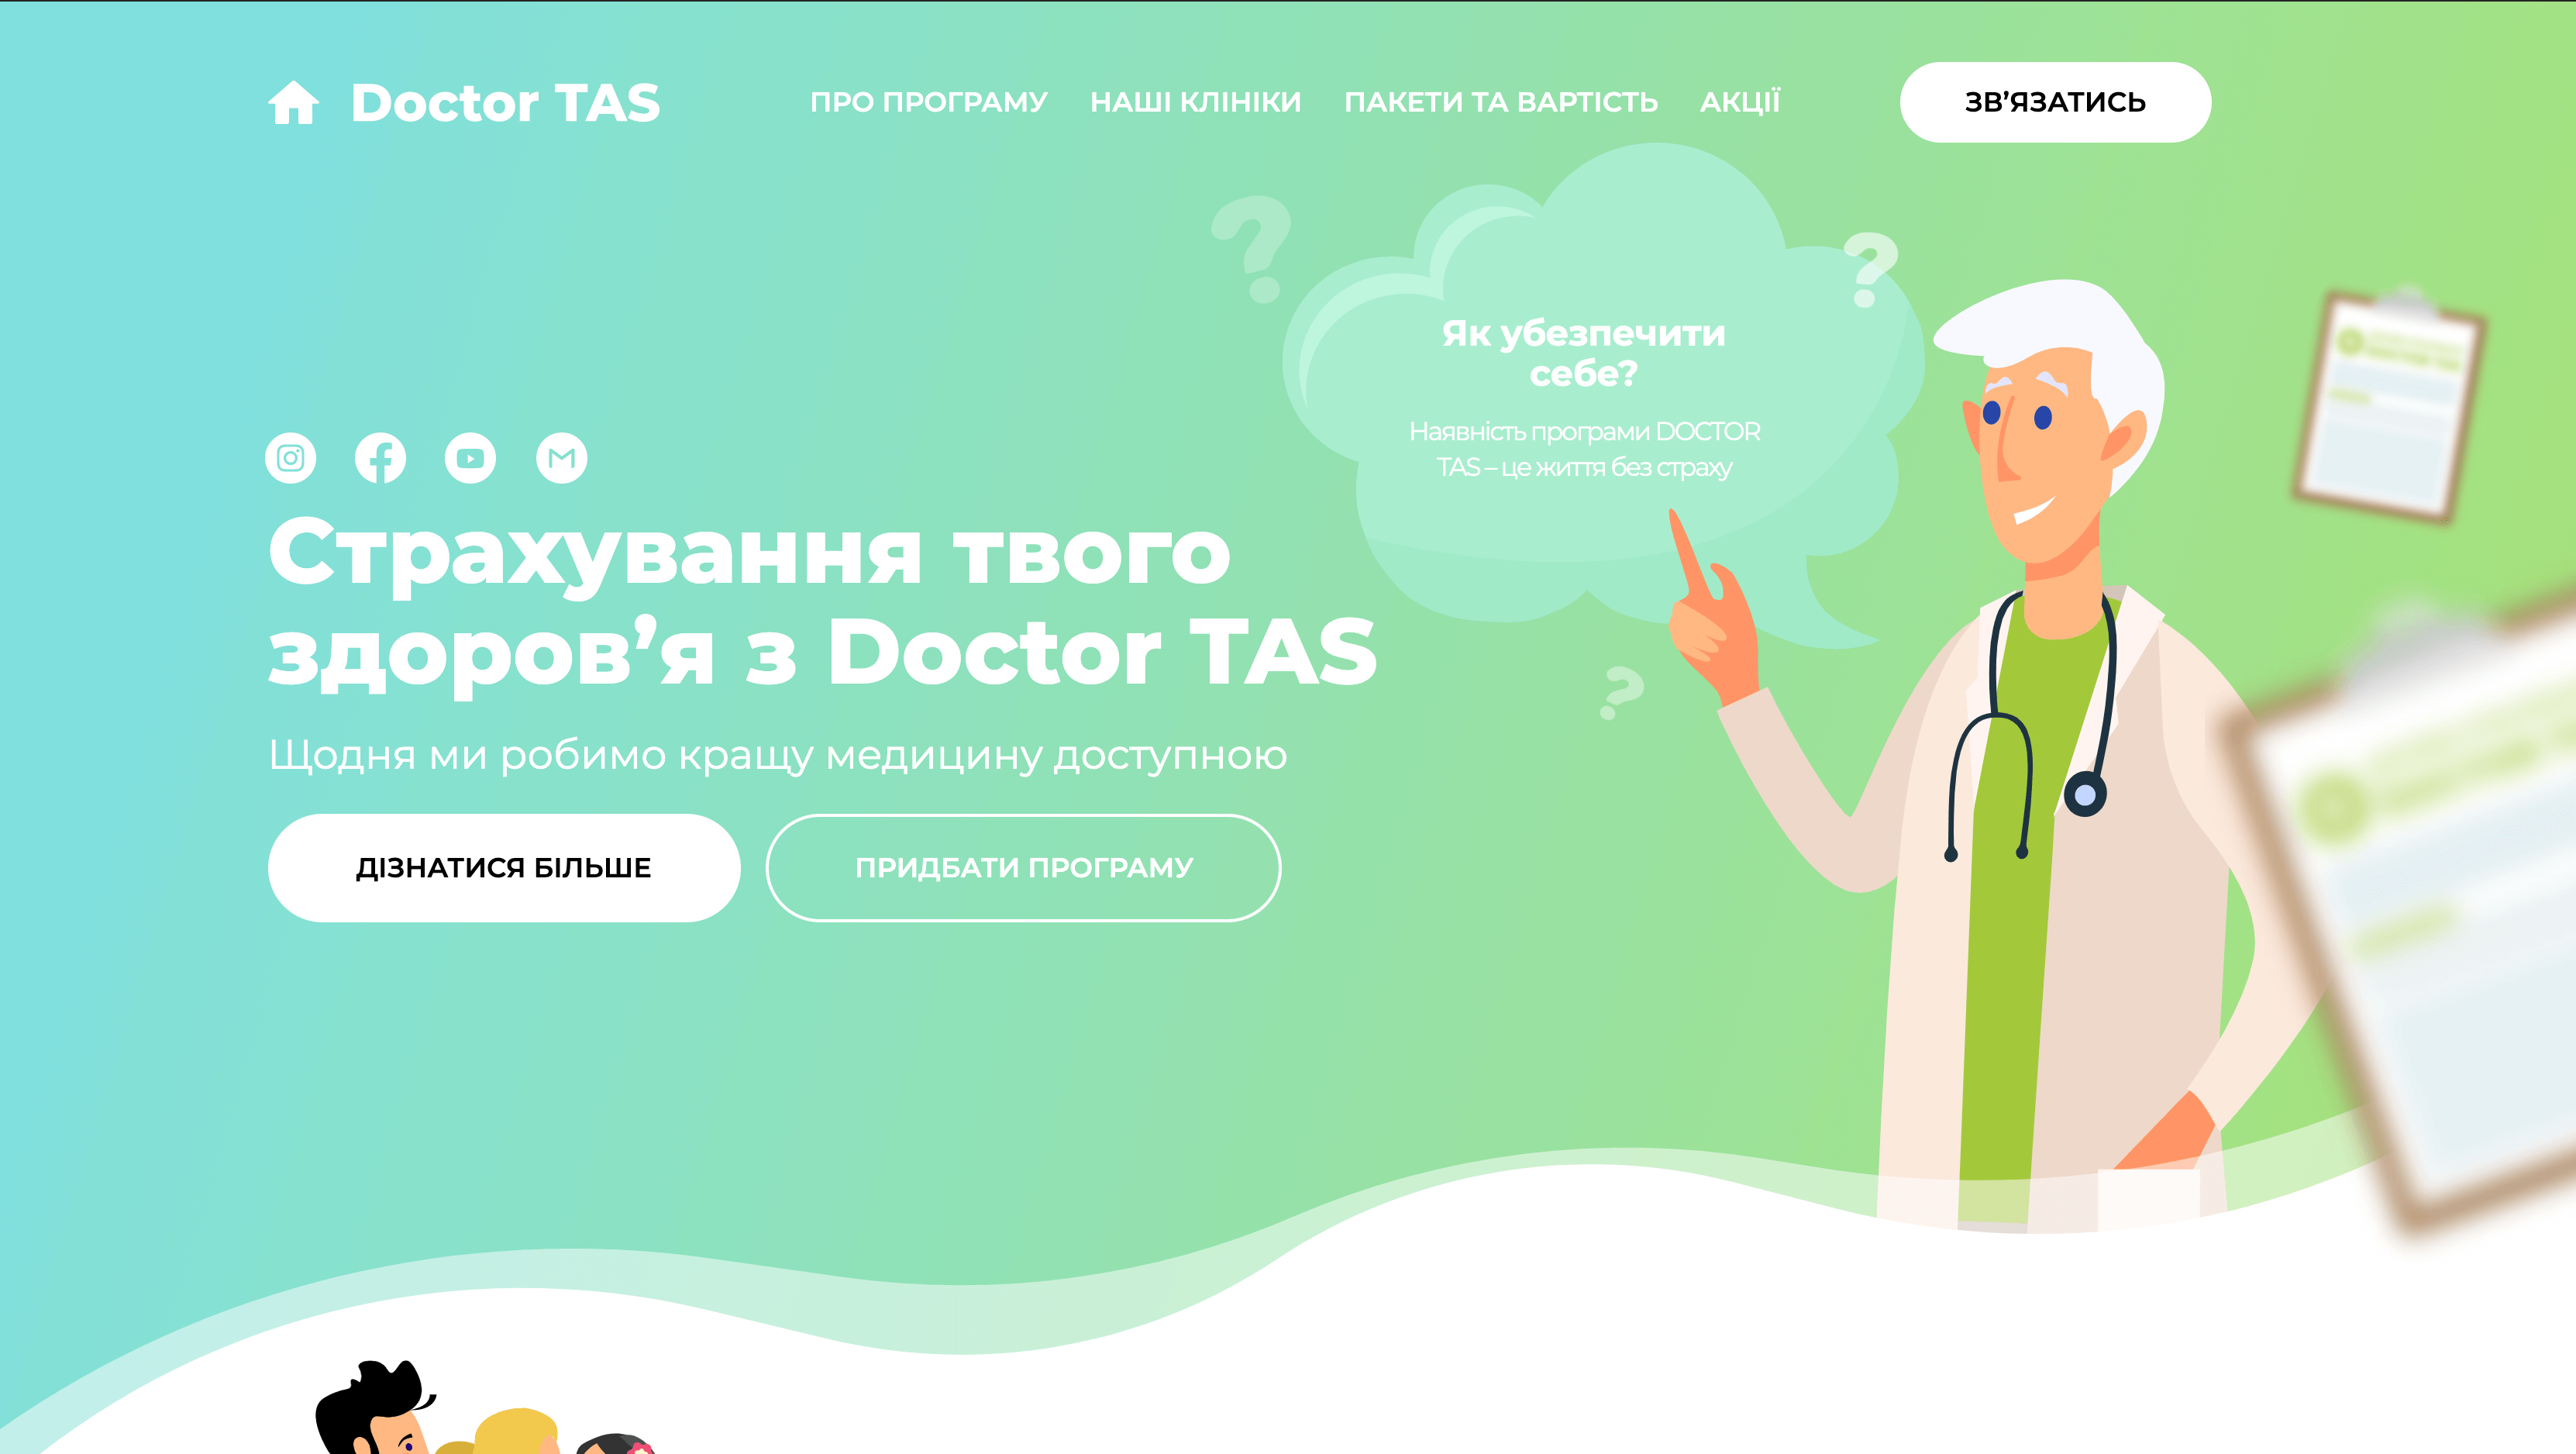 Doctor TAS
ПРО ПРОГРАМУ
НАШІ КЛІНІКИ
ПАКЕТИ ТА ВАРТІСТЬ
АКЦІЇ
ЗВ’ЯЗАТИСЬ
?
?
Як убезпечити
себе?
Наявність програми DOCTOR
TAS – це життя без страху
?
Страхування твого
здоров’я з Doctor TAS
Щодня ми робимо кращу медицину доступною
ДІЗНАТИСЯ БІЛЬШЕ
ПРИДБАТИ ПРОГРАМУ